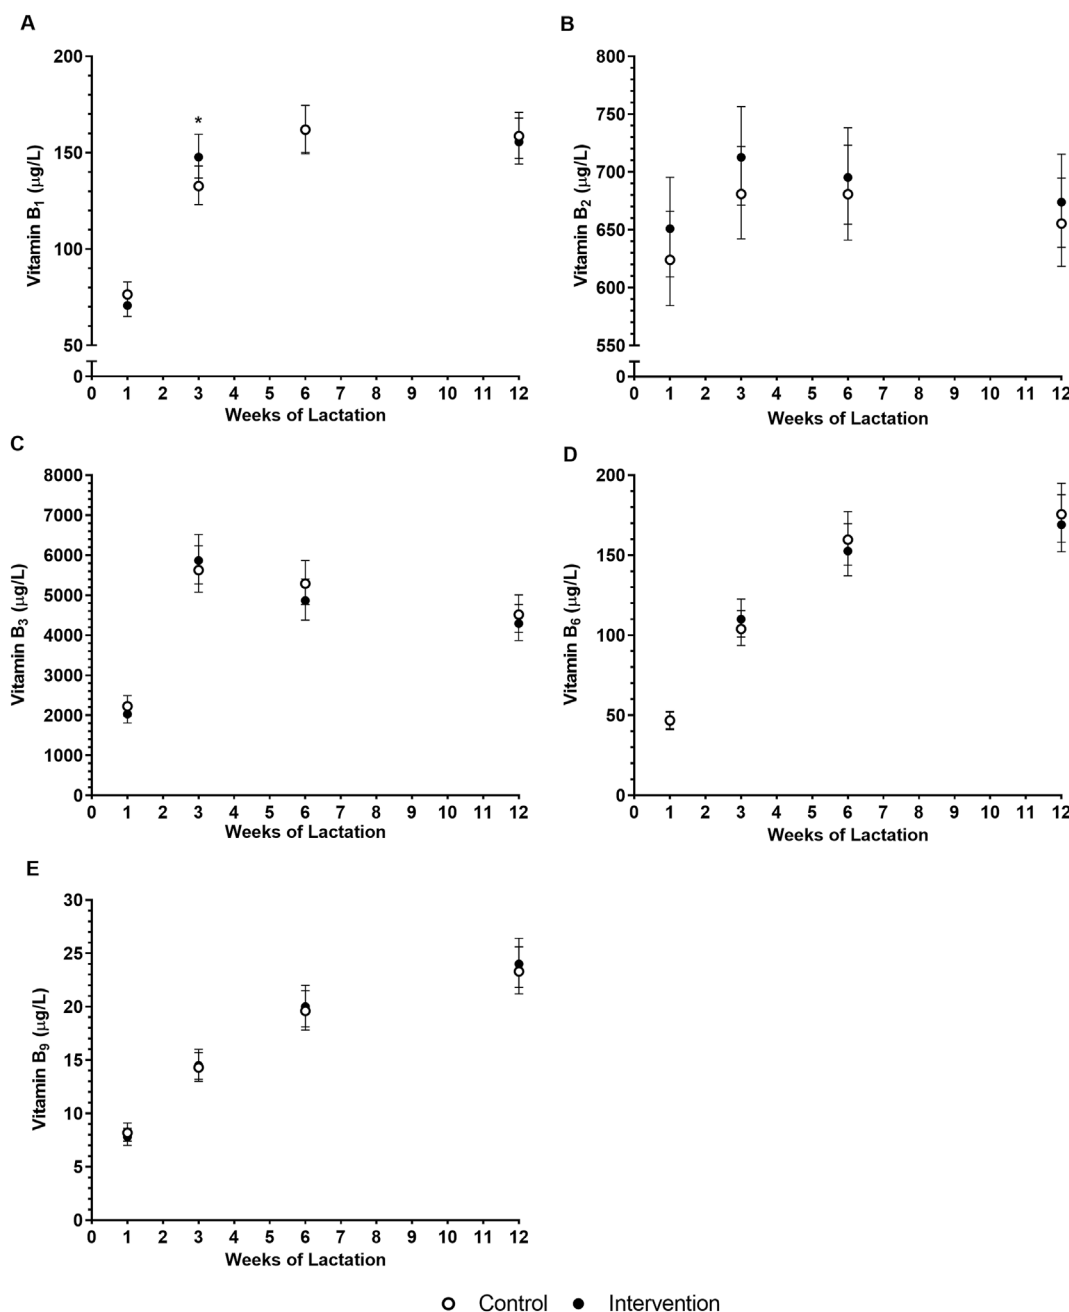 A
200
150
100
50
0
Vitamin B1 (μg/L)
*
0 1 2 3 4 5 6 7 8 9 10 11 12
Weeks of Lactation
B
800
750
700
650
600
550
0
Vitamin B2 (μg/L)
0 1 2 3 4 5 6 7 8 9 10 11 12
Weeks of Lactation
C
8000
7000
6000
5000
4000
3000
2000
1000
0
Vitamin B3 (μg/L)
0 1 2 3 4 5 6 7 8 9 10 11 12
Weeks of Lactation
D
200
150
100
50
0
Vitamin B6 (μg/L)
0 1 2 3 4 5 6 7 8 9 10 11 12
Weeks of Lactation
E
30
25
20
15
10
5
0
Vitamin B9 (μg/L)
0 1 2 3 4 5 6 7 8 9 10 11 12
Weeks of Lactation
Control Intervention